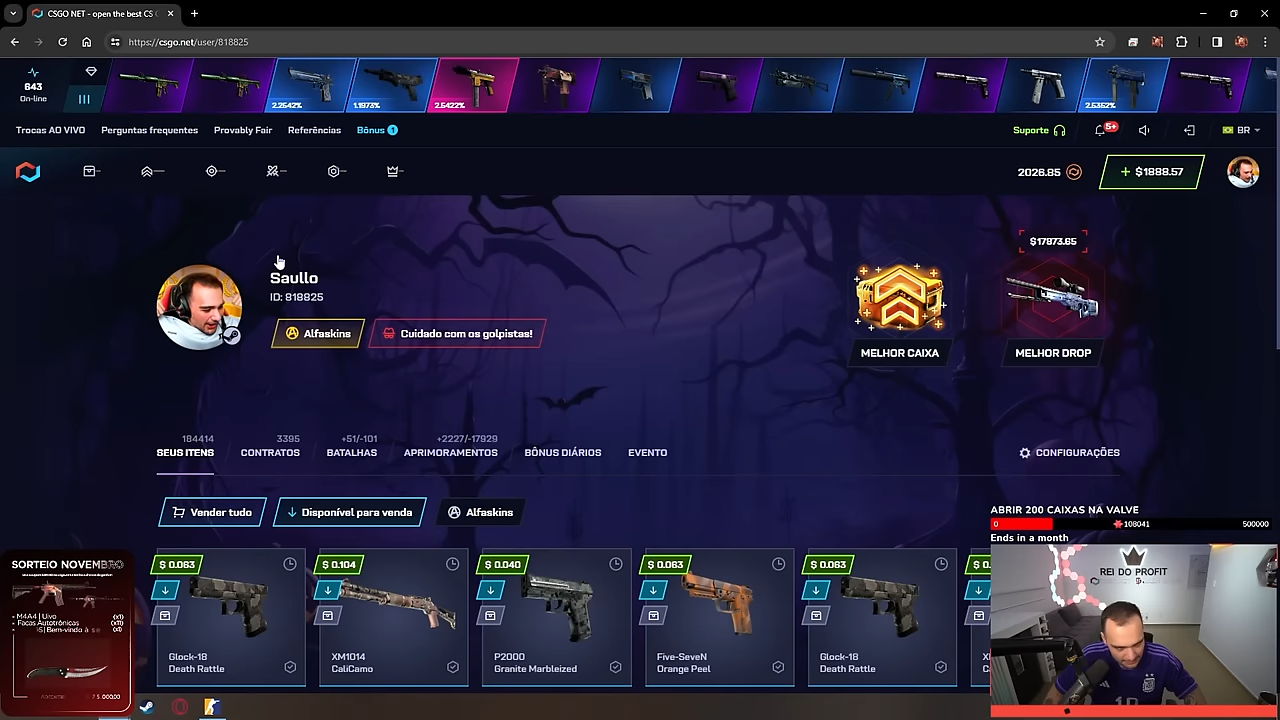 CSGO NET - open the best CS
https://csgo.net/user/818825
643
On-line
2.2542%
1.1973%
2.5422%
2.5352%
Trocas AO VIVO
Perguntas frequentes
Provably Fair
Referências
Bônus 1
Suporte
5+
BR
2026.85
+ $1888.57
$17873.65
Saullo
ID: 818825
Alfaskins
Cuidado com os golpistas!
MELHOR CAIXA
MELHOR DROP
184414
3395
+51/-101
+2227/-17929
SEUS ITENS
CONTRATOS
BATALHAS
APRIMORAMENTOS
BÔNUS DIÁRIOS
EVENTO
CONFIGURAÇÕES
Vender tudo
Disponível para venda
Alfaskins
ABRIR 200 CAIXAS NA VALVE
0
108041
500000
Ends in a month
$ 0.063
$ 0.104
$ 0.040
$ 0.063
$ 0.063
$ 0.
Glock-18
Death Rattle
XM1014
CaliCamo
P2000
Granite Marbleized
Five-SeveN
Orange Peel
Glock-18
Death Rattle
SORTEIO NOVEMBRO
M4A4 | Uivo
Facas Autotrônicas
REI DO PROFIT